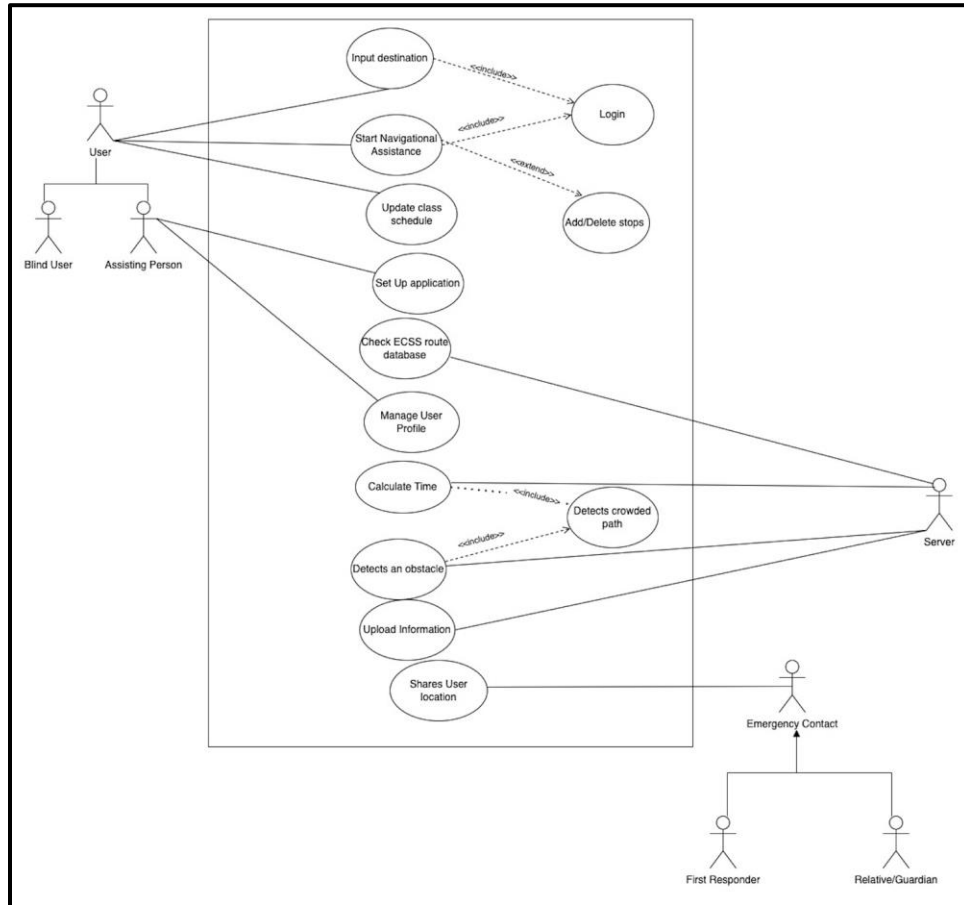 Input destination
<<include>>
Login
User
<<include>>
Start Navigational
Assistance
<<extend>>
Update class
schedule
Add/Delete stops
Blind User
Assisting Person
Set Up application
Check ECSS route
database
Manage User
Profile
Calculate Time
<<include>>
Detects crowded
path
<<include>>
Server
Detects an obstacle
Upload Information
Shares User
location
Emergency Contact
First Responder
Relative/Guardian